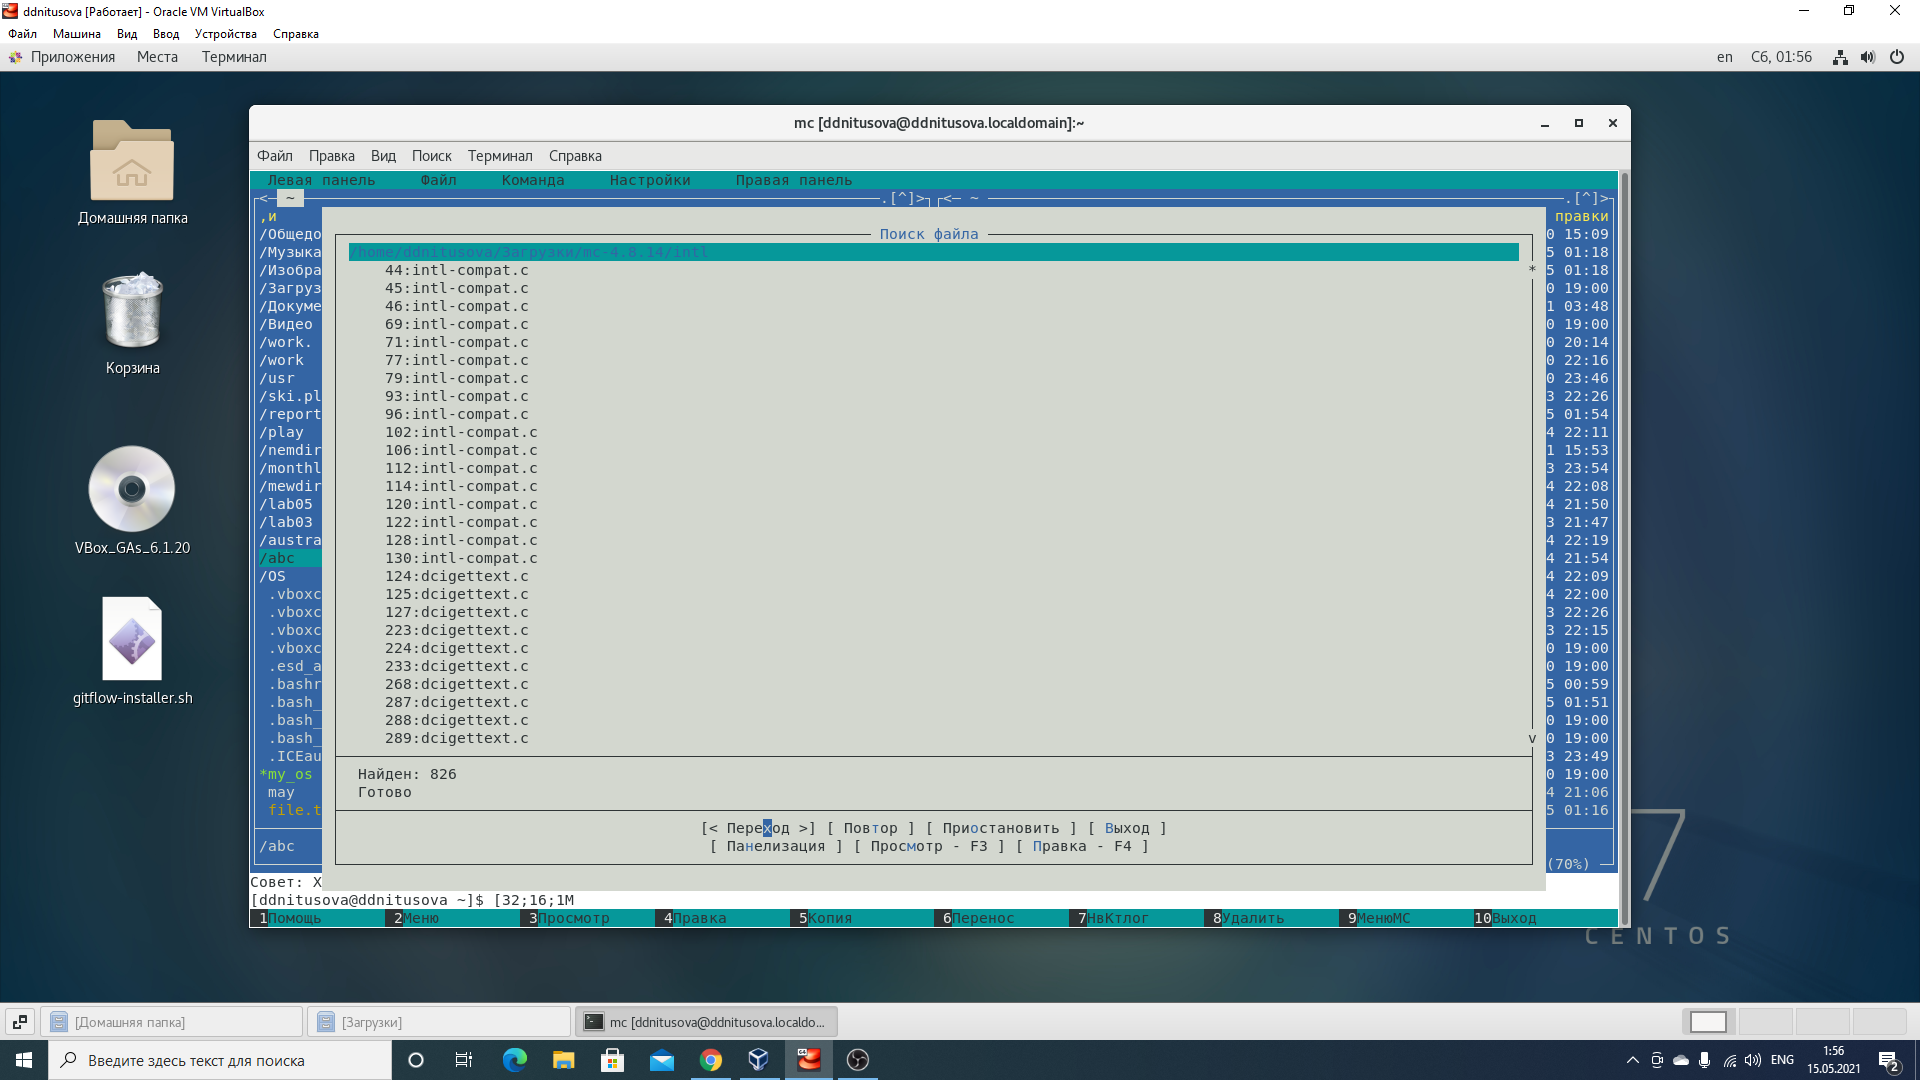 ddnitusova [Работает] - Oracle VM VirtualBox
Файл Машина Вид Ввод Устройства Справка
Приложения Места Терминал en Сб, 01:56
Домашняя папка
Корзина
VBox_GAs_6.1.20
gitflow-installer.sh
mc [ddnitusova@ddnitusova.localdomain]:~
Файл Правка Вид Поиск Терминал Справка
Левая панель Файл Команда Настройки Правая панель
<─ ~ .[^]> <─ ~ .[^]>
,и правки
/Общедо 0 15:09
/Музыка 5 01:18
/Изобра 5 01:18
/Загруз 0 19:00
/Докуме 1 03:48
/Видео 0 19:00
/work. 0 20:14
/work 0 22:16
/usr 0 23:46
/ski.pl 3 22:26
/report 5 01:54
/play 4 22:11
/nemdir 1 15:53
/monthl 3 23:54
/mewdir 4 22:08
/lab05 4 21:50
/lab03 3 21:47
/austra 4 22:19
/abc 4 21:54
/OS 4 22:09
.vboxc 4 22:00
.vboxc 3 22:26
.vboxc 3 22:15
.vboxc 0 19:00
.esd_a 0 19:00
.bashr 5 00:59
.bash_ 5 01:51
.bash_ 0 19:00
.bash_ 0 19:00
.ICEau 3 23:49
*my_os 0 19:00
may 4 21:06
file.t 5 01:16
/abc
(70%)
Поиск файла
/home/ddnitusova/Загрузки/mc-4.8.14/intl
44:intl-compat.c
45:intl-compat.c
46:intl-compat.c
69:intl-compat.c
71:intl-compat.c
77:intl-compat.c
79:intl-compat.c
93:intl-compat.c
96:intl-compat.c
102:intl-compat.c
106:intl-compat.c
112:intl-compat.c
114:intl-compat.c
120:intl-compat.c
122:intl-compat.c
128:intl-compat.c
130:intl-compat.c
124:dcigettext.c
125:dcigettext.c
127:dcigettext.c
223:dcigettext.c
224:dcigettext.c
233:dcigettext.c
268:dcigettext.c
287:dcigettext.c
288:dcigettext.c
289:dcigettext.c
Найден: 826
Готово
[< Переход >] [ Повтор ] [ Приостановить ] [ Выход ]
[ Панелизация ] [ Просмотр - F3 ] [ Правка - F4 ]
Совет: Х
[ddnitusova@ddnitusova ~]$ [32;16;1M
1Помощь 2Меню 3Просмотр 4Правка 5Копия 6Перенос 7НвКтлог 8Удалить 9МенюМС 10Выход
7
CENTOS
[Домашняя папка] [Загрузки] mc [ddnitusova@ddnitusova.localdo...
Введите здесь текст для поиска
ENG
1:56
15.05.2021
2